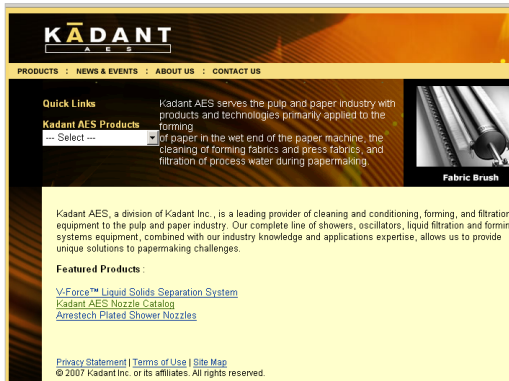 KĀDANT
A E S
PRODUCTS : NEWS & EVENTS : ABOUT US : CONTACT US
Quick Links
Kadant AES Products
--- Select ---
Kadant AES serves the pulp and paper industry with
products and technologies primarily applied to the
forming
of paper in the wet end of the paper machine, the
cleaning of forming fabrics and press fabrics, and
filtration of process water during papermaking.
Fabric Brush
Kadant AES, a division of Kadant Inc., is a leading provider of cleaning and conditioning, forming, and filtration
equipment to the pulp and paper industry. Our complete line of showers, oscillators, liquid filtration and formin
systems equipment, combined with our industry knowledge and applications expertise, allows us to provide
unique solutions to papermaking challenges.
Featured Products :
V-Force™ Liquid Solids Separation System
Kadant AES Nozzle Catalog
Arrestech Plated Shower Nozzles
Privacy Statement | Terms of Use | Site Map
© 2007 Kadant Inc. or its affiliates. All rights reserved.